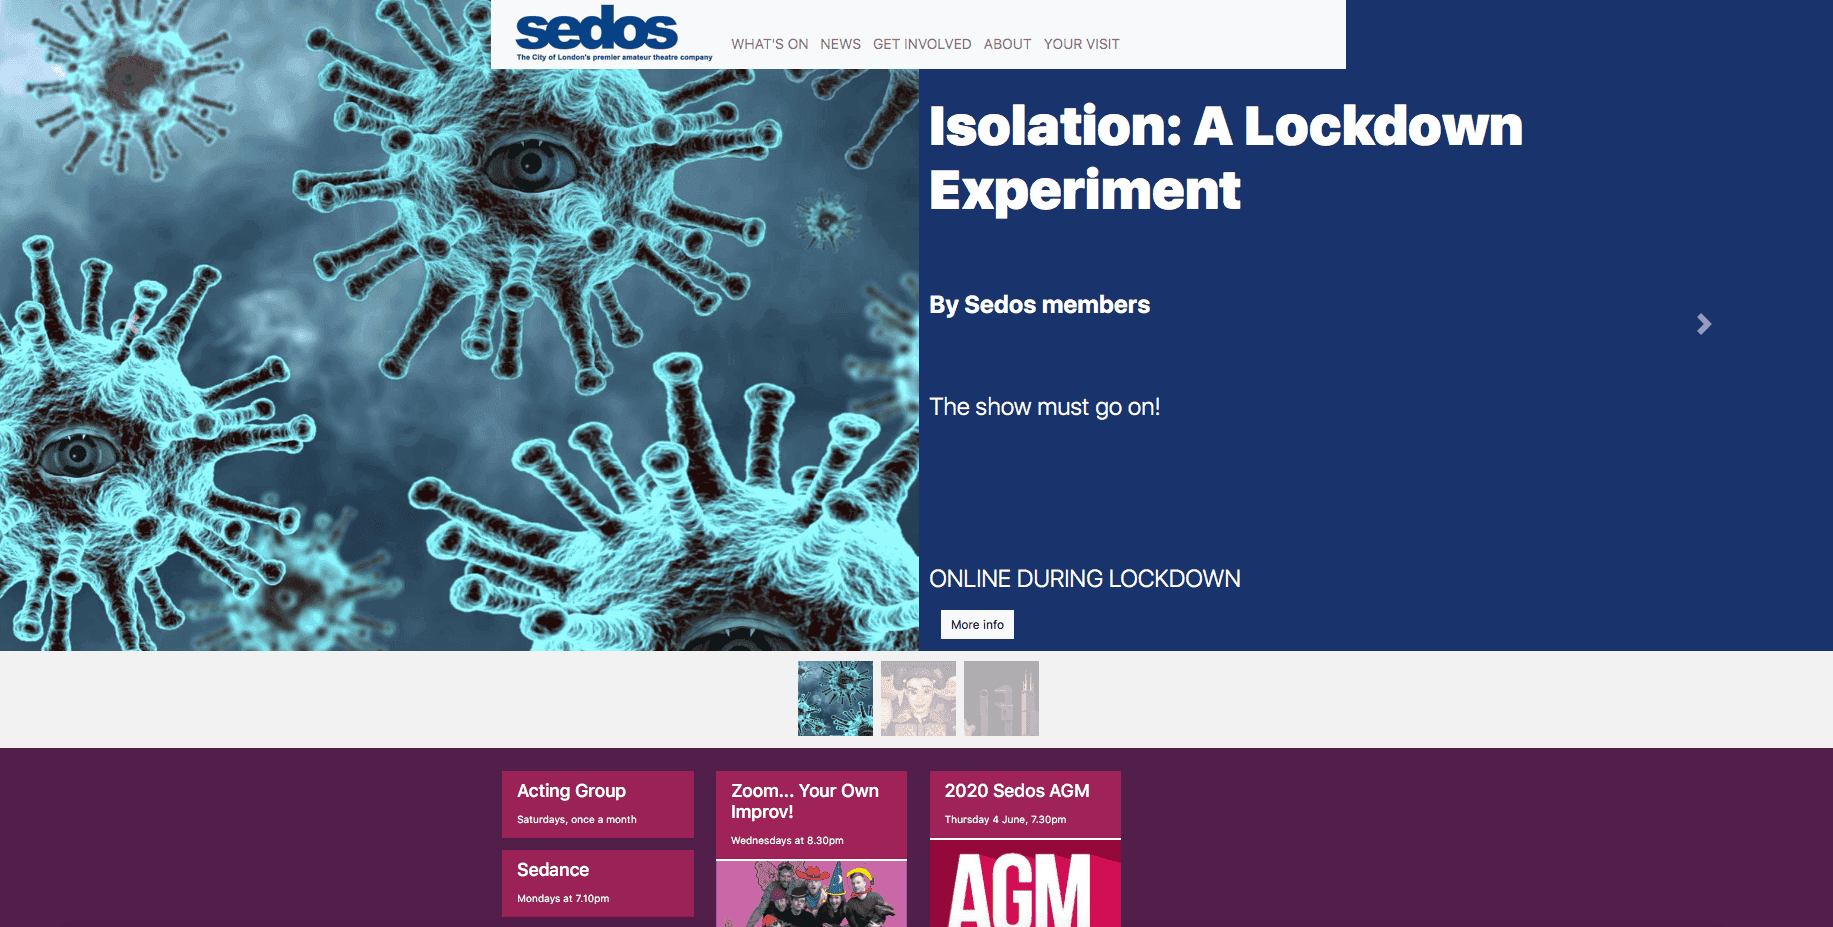 sedos
The City of London's premier amateur theatre company
WHAT'S ON NEWS GET INVOLVED ABOUT YOUR VISIT
Isolation: A Lockdown
Experiment
By Sedos members
The show must go on!
ONLINE DURING LOCKDOWN
More info
Acting Group
Saturdays, once a month
Sedance
Mondays at 7.10pm
Zoom... Your Own
Improv!
Wednesdays at 8.30pm
2020 Sedos AGM
Thursday 4 June, 7.30pm
AGM